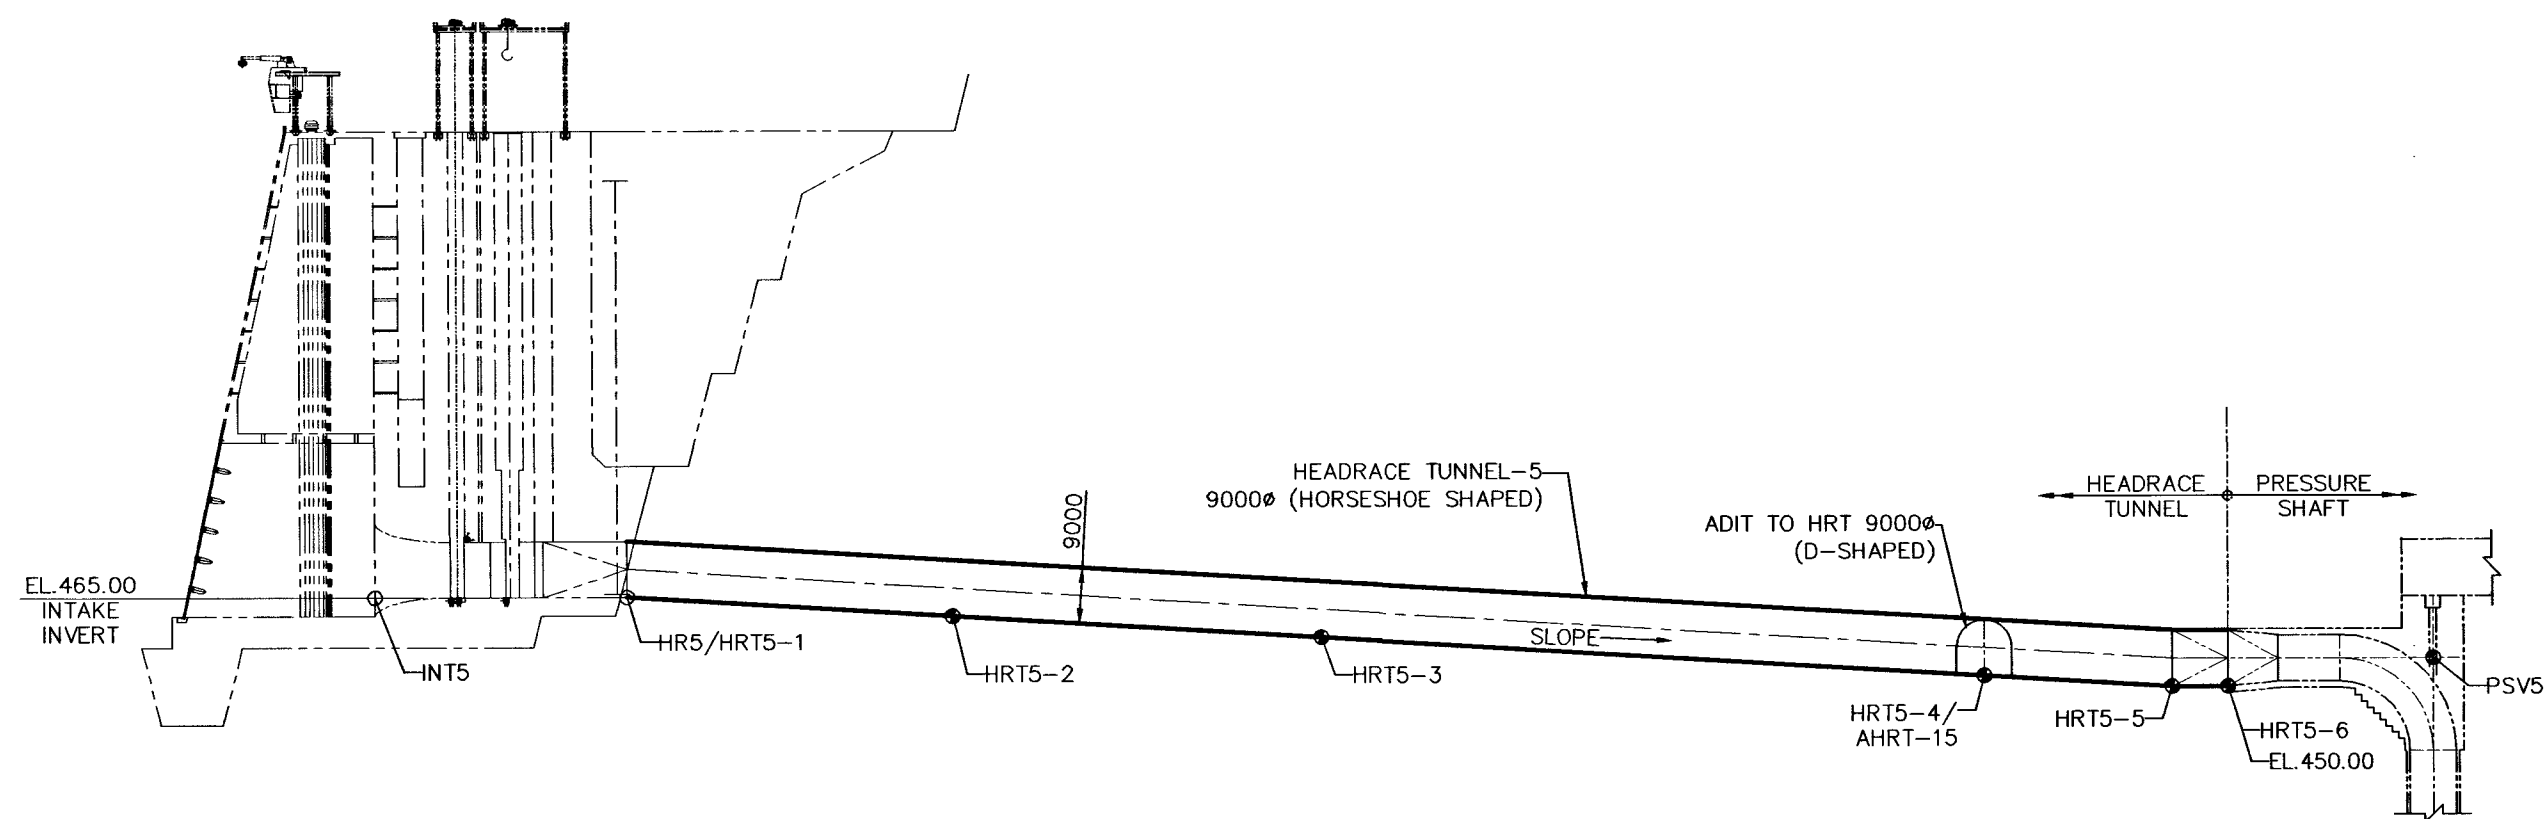 HEADRACE TUNNEL-5
9000ø (HORSESHOE SHAPED)
9000
HEADRACE
TUNNEL
PRESSURE
SHAFT
ADIT TO HRT 9000ø
(D-SHAPED)
EL.465.00
INTAKE
INVERT
INT5
HR5/HRT5-1
HRT5-2
HRT5-3
SLOPE
HRT5-4/
AHRT-15
HRT5-5
HRT5-6
EL.450.00
PSV5